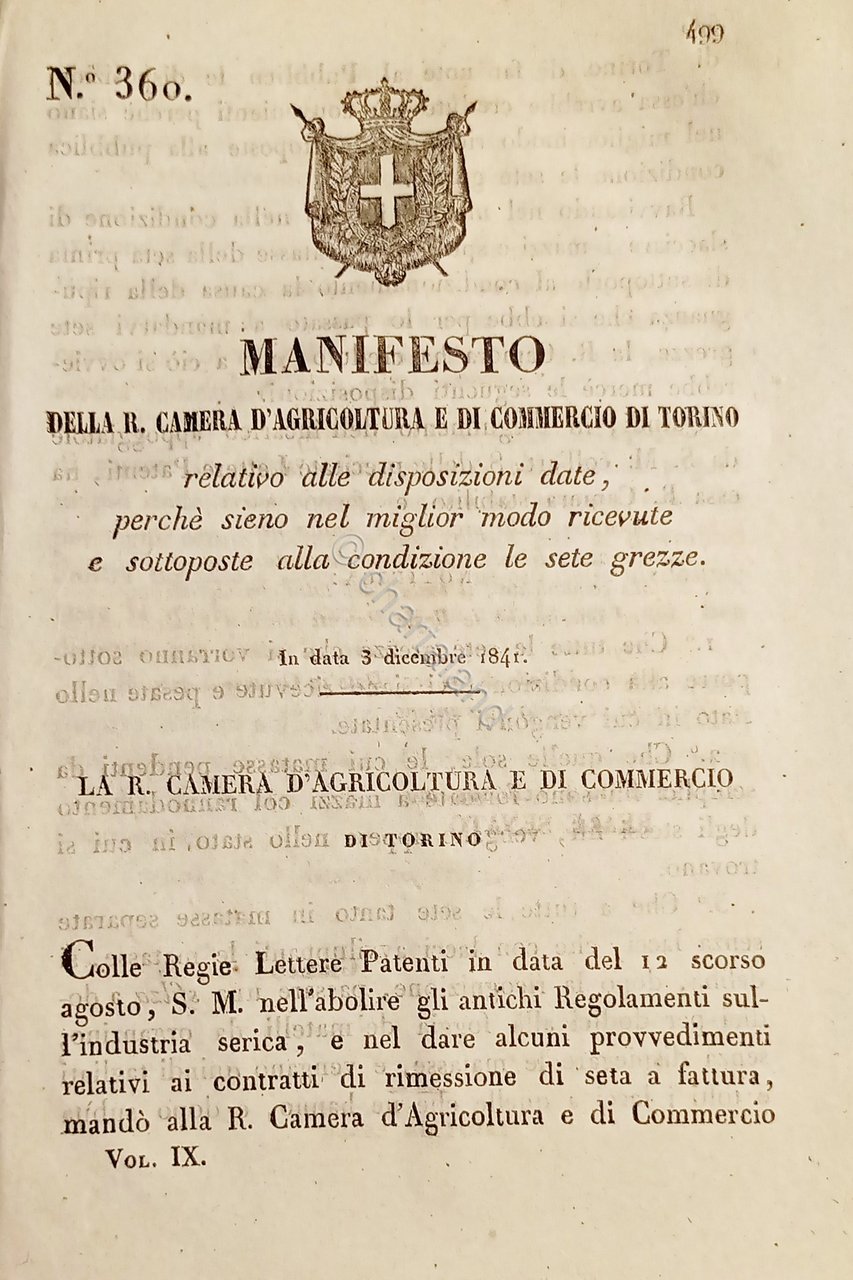 499
N.º 360.
MANIFESTO
DELLA R. CAMERA D'AGRICOLTURA E DI COMMERCIO DI TORINO
relativo alle disposizioni date,
perchè sieno nel miglior modo ricevute
e sottoposte alla condizione le sete grezze.
In data 3 dicembre 1841.
LA R. CAMERA D'AGRICOLTURA E DI COMMERCIO
DI TORINO
Colle Regie Lettere Patenti in data del 12 scorso
agosto, S. M. nell'abolire gli antichi Regolamenti sul-
l'industria serica, e nel dare alcuni provvedimenti
relativi ai contratti di rimessione di seta a fattura,
mandò alla R. Camera d'Agricoltura e di Commercio
VOL. IX.